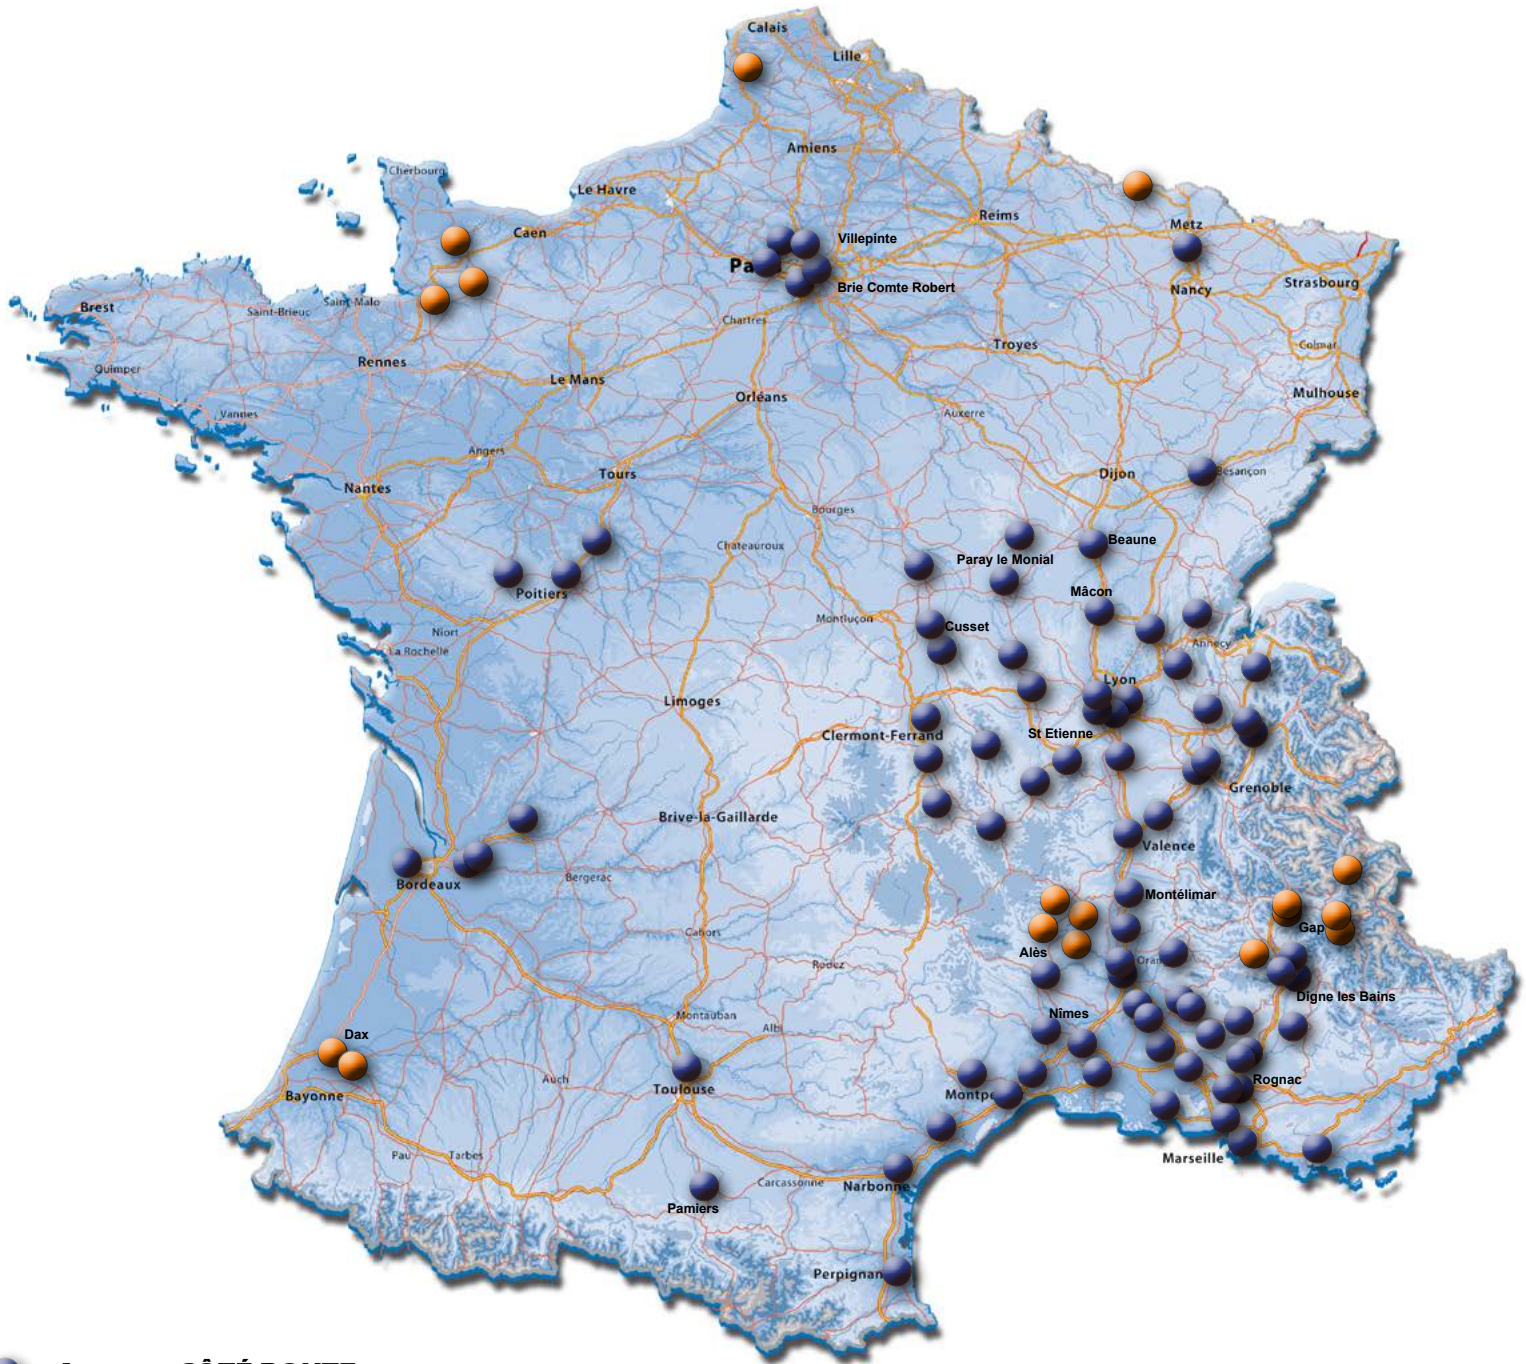 Calais
Lille
Amiens
Cherbourg
Le Havre
Reims
Metz
Caen
Villepinte
Pa
Brie Comte Robert
Nancy
Strasbourg
Brest
Saint-Brieuc
Saint-Malo
Chartres
Troyes
Colmar
Rennes
Quimper
Le Mans
Orléans
Mulhouse
Vannes
Auxerre
Angers
Tours
Dijon
Besançon
Nantes
Bourges
Beaune
Chateauroux
Paray le Monial
Poitiers
Mâcon
Niort
Montluçon
Cusset
Annecy
La Rochelle
Lyon
Limoges
Clermont-Ferrand
St Etienne
Grenoble
Brive-la-Gaillarde
Valence
Bordeaux
Bergerac
Montélimar
Cahors
Gap
Alès
Rodez
Oran
Digne les Bains
Montauban
Nîmes
Albi
Dax
Auch
Toulouse
Rognac
Bayonne
Montpe
Pau
Tarbes
Marseille
Carcassonne
Narbonne
Pamiers
Perpignan